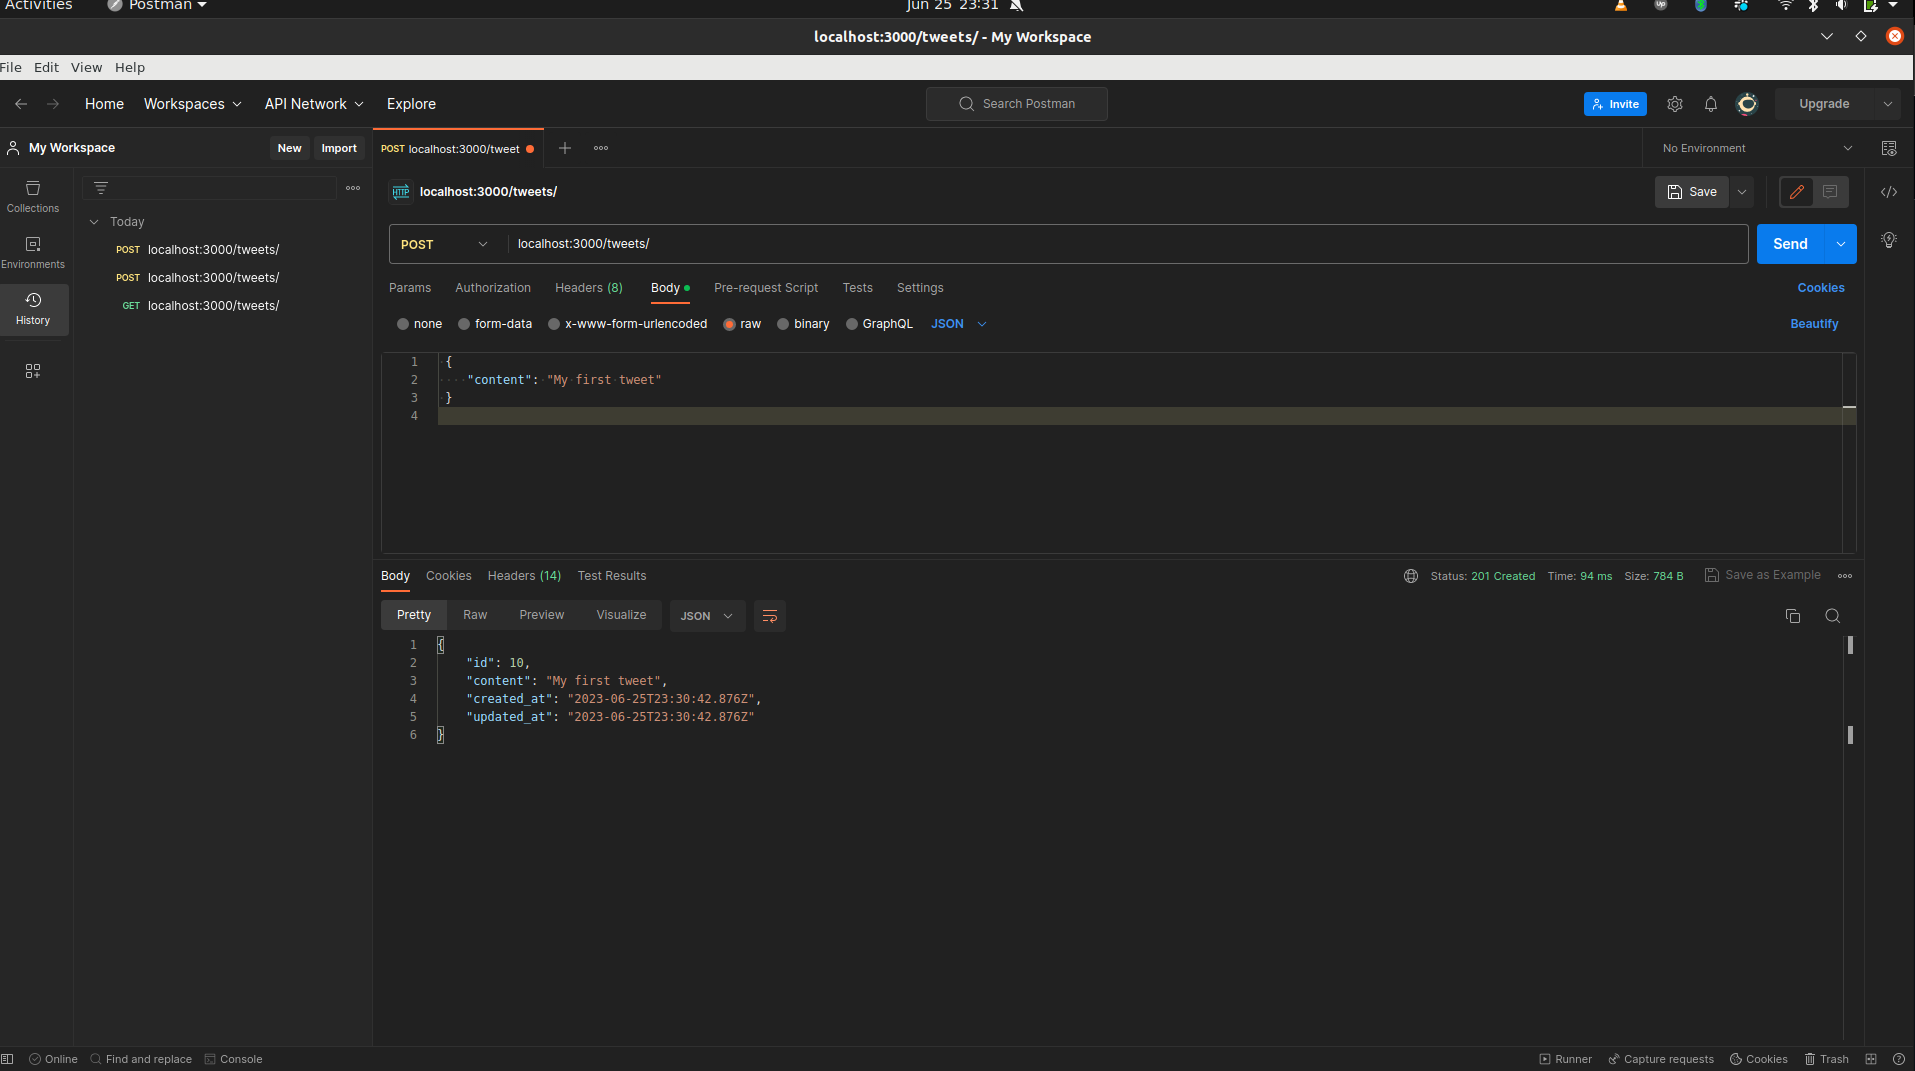 Activities Postman Jun 25 23:31
localhost:3000/tweets/ - My Workspace
File Edit View Help
Home Workspaces API Network Explore Search Postman Invite Upgrade
My Workspace New Import POST localhost:3000/tweet No Environment
Collections
Environments
History
Today
POST localhost:3000/tweets/
POST localhost:3000/tweets/
GET localhost:3000/tweets/
HTTP localhost:3000/tweets/ Save
POST localhost:3000/tweets/ Send
Params Authorization Headers (8) Body Pre-request Script Tests Settings Cookies
none form-data x-www-form-urlencoded raw binary GraphQL JSON Beautify
1 {
2 "content": "My first tweet"
3 }
4
Body Cookies Headers (14) Test Results Status: 201 Created Time: 94 ms Size: 784 B Save as Example
Pretty Raw Preview Visualize JSON
1 {
2 "id": 10,
3 "content": "My first tweet",
4 "created_at": "2023-06-25T23:30:42.876Z",
5 "updated_at": "2023-06-25T23:30:42.876Z"
6 }
Online Find and replace Console Runner Capture requests Cookies Trash